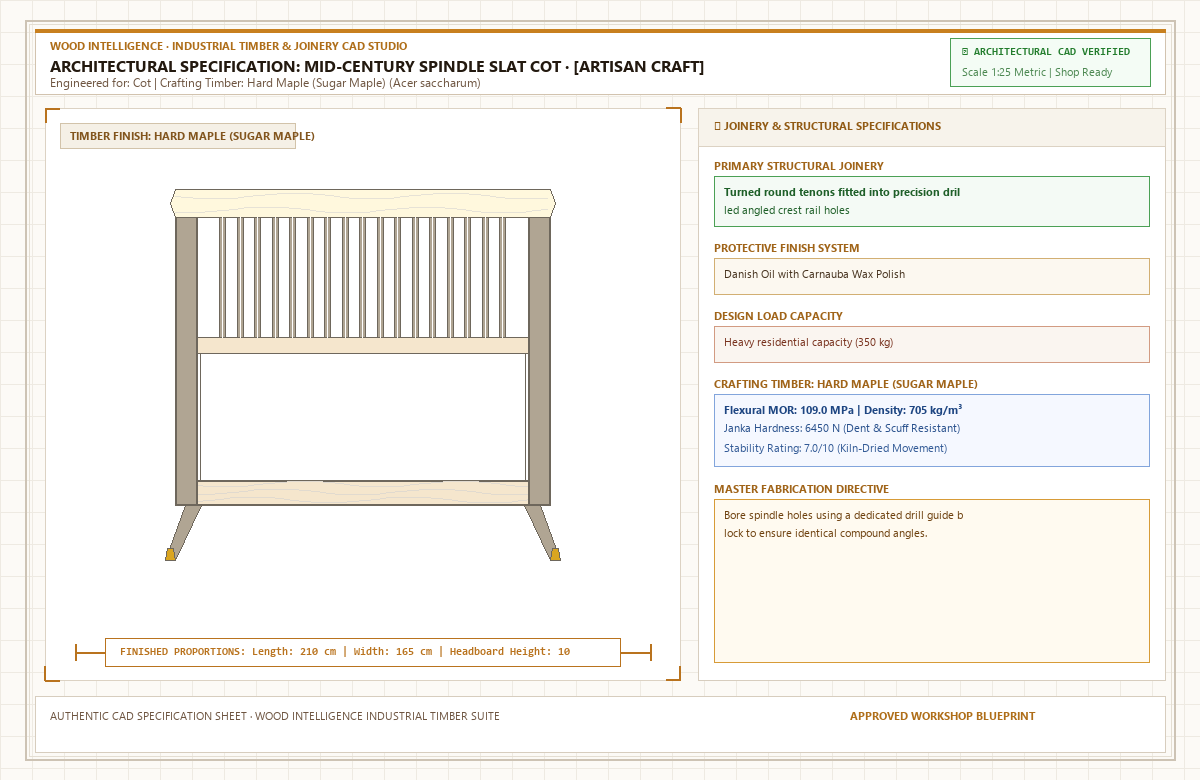 WOOD INTELLIGENCE · INDUSTRIAL TIMBER & JOINERY CAD STUDIO
ARCHITECTURAL SPECIFICATION: MID-CENTURY SPINDLE SLAT COT · [ARTISAN CRAFT]
Engineered for: Cot | Crafting Timber: Hard Maple (Sugar Maple) (Acer saccharum)
ARCHITECTURAL CAD VERIFIED
Scale 1:25 Metric | Shop Ready
TIMBER FINISH: HARD MAPLE (SUGAR MAPLE)
FINISHED PROPORTIONS: Length: 210 cm | Width: 165 cm | Headboard Height: 10
JOINERY & STRUCTURAL SPECIFICATIONS
PRIMARY STRUCTURAL JOINERY
Turned round tenons fitted into precision dril
led angled crest rail holes
PROTECTIVE FINISH SYSTEM
Danish Oil with Carnauba Wax Polish
DESIGN LOAD CAPACITY
Heavy residential capacity (350 kg)
CRAFTING TIMBER: HARD MAPLE (SUGAR MAPLE)
Flexural MOR: 109.0 MPa | Density: 705 kg/m³
Janka Hardness: 6450 N (Dent & Scuff Resistant)
Stability Rating: 7.0/10 (Kiln-Dried Movement)
MASTER FABRICATION DIRECTIVE
Bore spindle holes using a dedicated drill guide b
lock to ensure identical compound angles.
AUTHENTIC CAD SPECIFICATION SHEET · WOOD INTELLIGENCE INDUSTRIAL TIMBER SUITE
APPROVED WORKSHOP BLUEPRINT